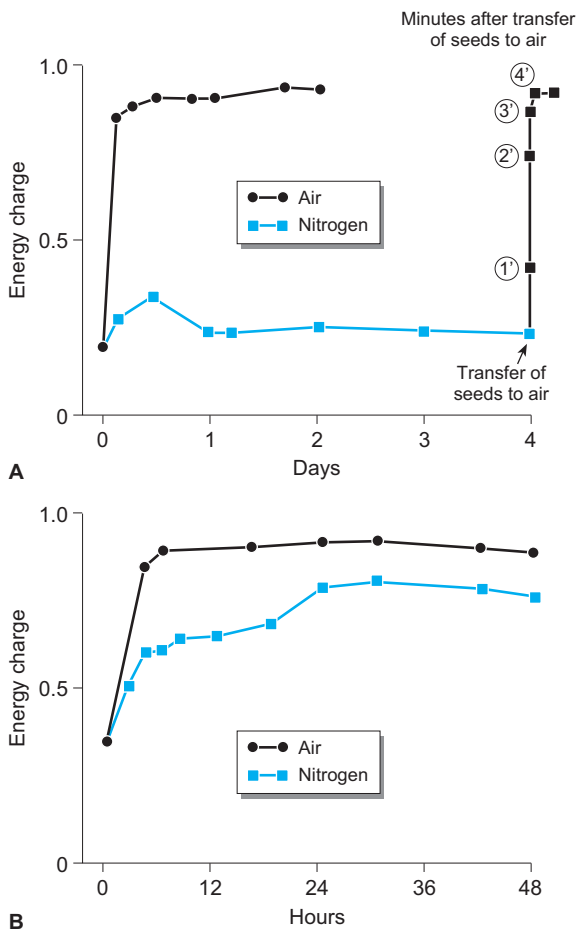 Minutes after transfer
of seeds to air
1.0
4'
3'
2'
Air
Nitrogen
0.5
1'
Energy charge
Transfer of
seeds to air
0
0 1 2 3 4
Days
A
1.0
0.5
Energy charge
Air
Nitrogen
0
0 12 24 36 48
Hours
B